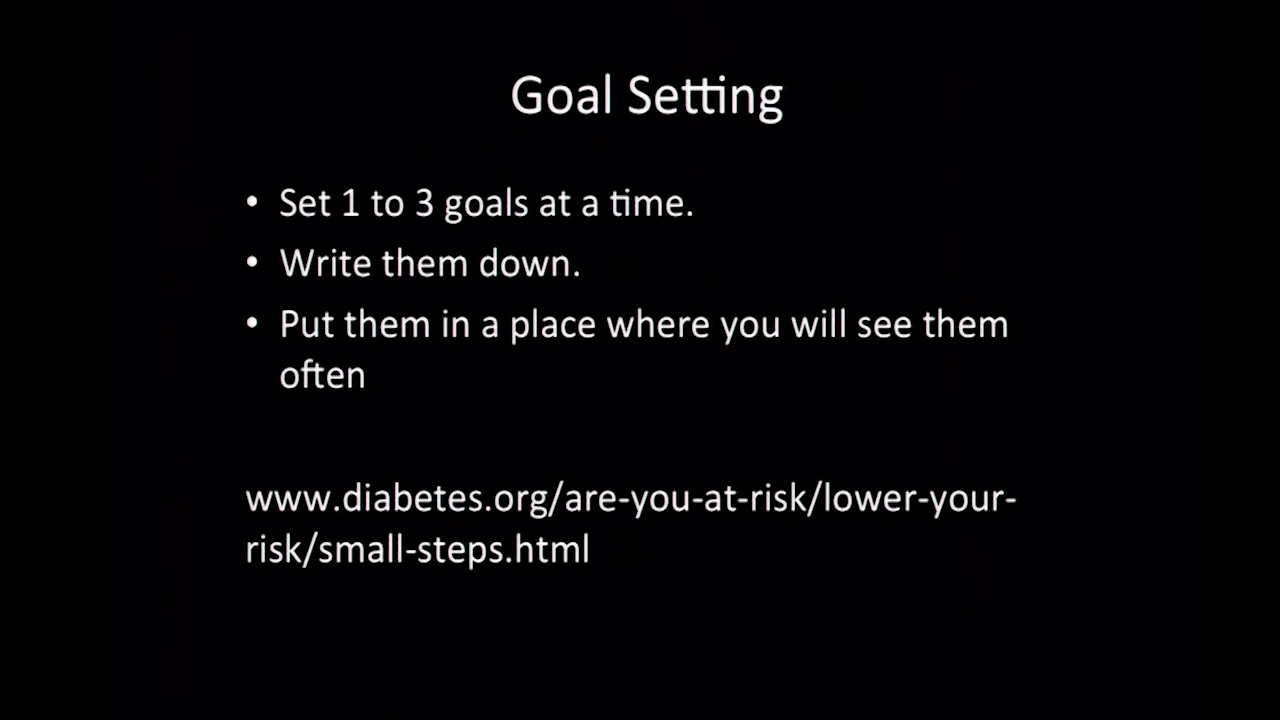 Goal Setting
• Set 1 to 3 goals at a time.
• Write them down.
• Put them in a place where you will see them
often
www.diabetes.org/are-you-at-risk/lower-your-
risk/small-steps.html